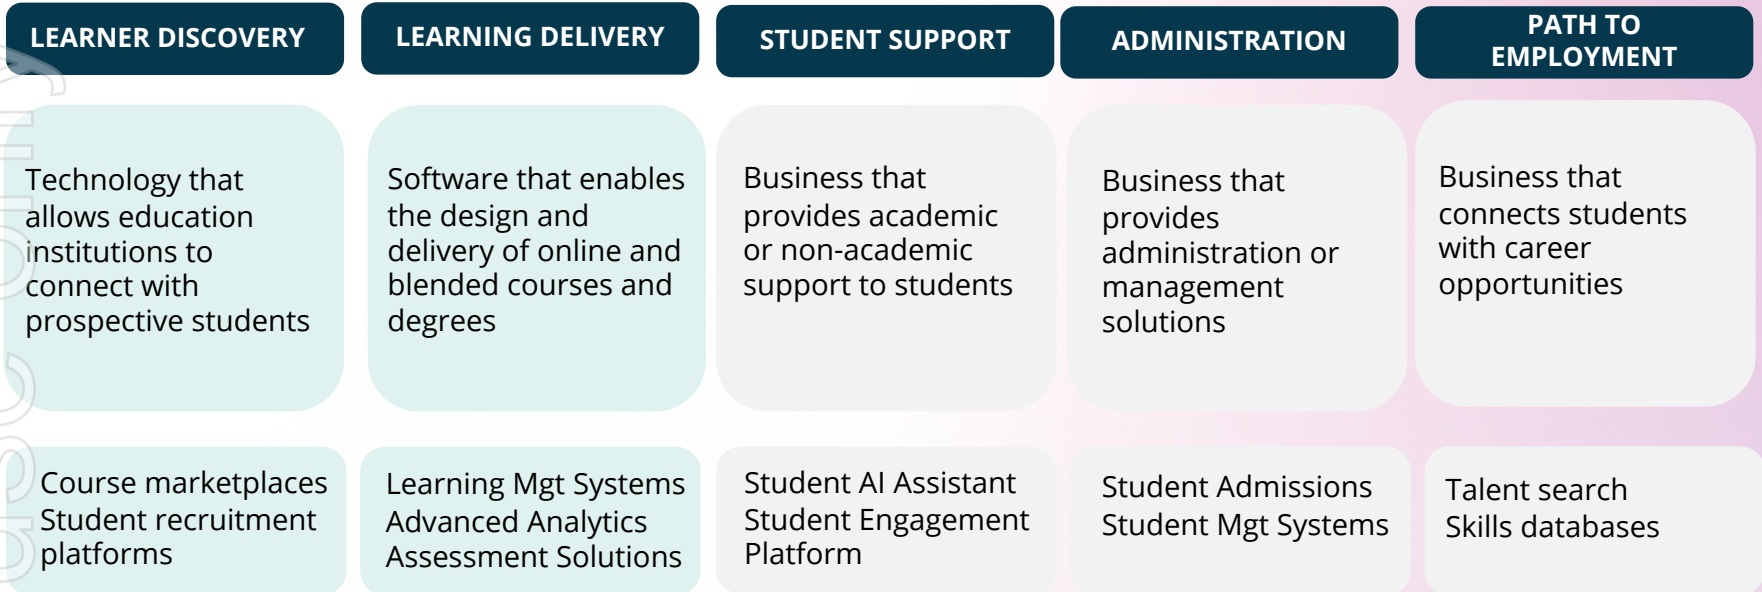 LEARNER DISCOVERY
LEARNING DELIVERY
STUDENT SUPPORT
ADMINISTRATION
PATH TO
EMPLOYMENT
Technology that
allows education
institutions to
connect with
prospective students
Software that enables
the design and
delivery of online and
blended courses and
degrees
Business that
provides academic
or non-academic
support to students
Business that
provides
administration or
management
solutions
Business that
connects students
with career
opportunities
Course marketplaces
Student recruitment
platforms
Learning Mgt Systems
Advanced Analytics
Assessment Solutions
Student AI Assistant
Student Engagement
Platform
Student Admissions
Student Mgt Systems
Talent search
Skills databases